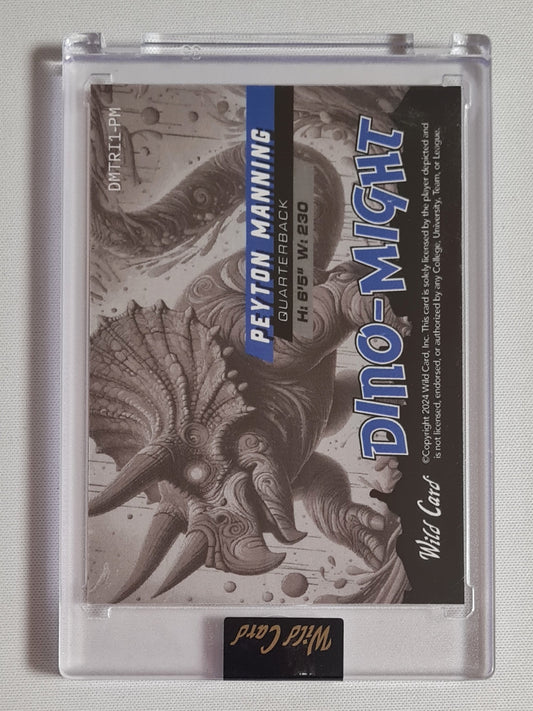 DMTRI1-PM
PEYTON MANNING
QUARTERBACK
H: 6'5" W: 230
DINO-MIGHT
Wild Card
©Copyright 2024 Wild Card, Inc. This card is solely licensed by the player depicted and
is not licensed, endorsed, or authorized by any College, University, Team, or League.
Wild Card